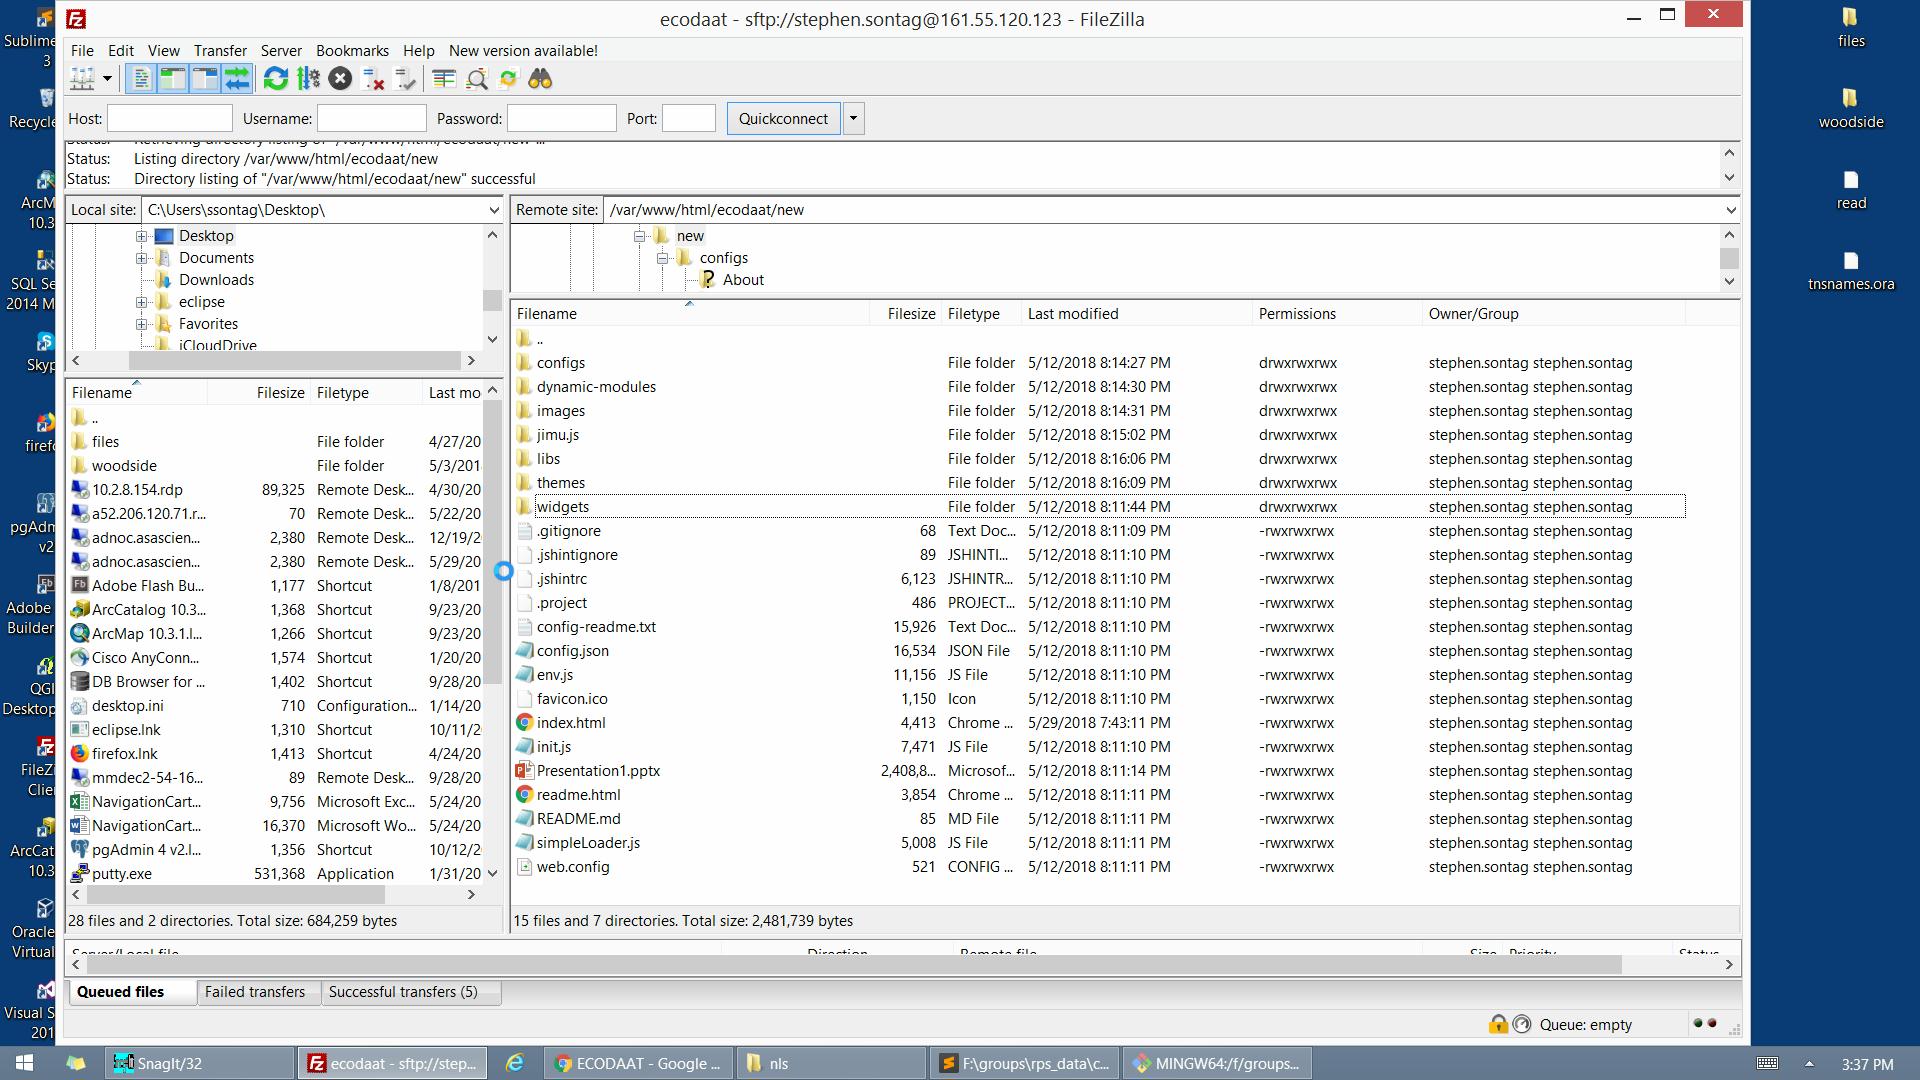 ecodaat - sftp://stephen.sontag@161.55.120.123 - FileZilla
File Edit View Transfer Server Bookmarks Help New version available!
Host: Username: Password: Port: Quickconnect
Status: Retrieving directory listing of "/var/www/html/ecodaat/new"...
Status: Listing directory /var/www/html/ecodaat/new
Status: Directory listing of "/var/www/html/ecodaat/new" successful
Local site: C:\Users\ssontag\Desktop\
Desktop
Documents
Downloads
eclipse
Favorites
iCloudDrive
Filename Filesize Filetype Last mo
..
files File folder 4/27/20
woodside File folder 5/3/201
10.2.8.154.rdp 89,325 Remote Desk... 4/30/20
a52.206.120.71.r... 70 Remote Desk... 5/22/20
adnoc.asascien... 2,380 Remote Desk... 12/19/2
adnoc.asascien... 2,380 Remote Desk... 5/29/20
Adobe Flash Bu... 1,177 Shortcut 1/8/201
ArcCatalog 10.3... 1,368 Shortcut 9/23/20
ArcMap 10.3.1.l... 1,266 Shortcut 9/23/20
Cisco AnyConn... 1,574 Shortcut 1/20/20
DB Browser for ... 1,402 Shortcut 9/28/20
desktop.ini 710 Configuration... 1/14/20
eclipse.lnk 1,310 Shortcut 10/11/2
firefox.lnk 1,413 Shortcut 4/24/20
mmdec2-54-16... 89 Remote Desk... 9/28/20
NavigationCart... 9,756 Microsoft Exc... 5/24/20
NavigationCart... 16,370 Microsoft Wo... 5/24/20
pgAdmin 4 v2.l... 1,356 Shortcut 10/12/2
putty.exe 531,368 Application 1/31/20
28 files and 2 directories. Total size: 684,259 bytes
Remote site: /var/www/html/ecodaat/new
new
configs
About
Filename Filesize Filetype Last modified Permissions Owner/Group
..
configs File folder 5/12/2018 8:14:27 PM drwxrwxrwx stephen.sontag stephen.sontag
dynamic-modules File folder 5/12/2018 8:14:30 PM drwxrwxrwx stephen.sontag stephen.sontag
images File folder 5/12/2018 8:14:31 PM drwxrwxrwx stephen.sontag stephen.sontag
jimu.js File folder 5/12/2018 8:15:02 PM drwxrwxrwx stephen.sontag stephen.sontag
libs File folder 5/12/2018 8:16:06 PM drwxrwxrwx stephen.sontag stephen.sontag
themes File folder 5/12/2018 8:16:09 PM drwxrwxrwx stephen.sontag stephen.sontag
widgets File folder 5/12/2018 8:11:44 PM drwxrwxrwx stephen.sontag stephen.sontag
.gitignore 68 Text Doc... 5/12/2018 8:11:09 PM -rwxrwxrwx stephen.sontag stephen.sontag
.jshintignore 89 JSHINTI... 5/12/2018 8:11:10 PM -rwxrwxrwx stephen.sontag stephen.sontag
.jshintrc 6,123 JSHINTR... 5/12/2018 8:11:10 PM -rwxrwxrwx stephen.sontag stephen.sontag
.project 486 PROJECT... 5/12/2018 8:11:10 PM -rwxrwxrwx stephen.sontag stephen.sontag
config-readme.txt 15,926 Text Doc... 5/12/2018 8:11:10 PM -rwxrwxrwx stephen.sontag stephen.sontag
config.json 16,534 JSON File 5/12/2018 8:11:10 PM -rwxrwxrwx stephen.sontag stephen.sontag
env.js 11,156 JS File 5/12/2018 8:11:10 PM -rwxrwxrwx stephen.sontag stephen.sontag
favicon.ico 1,150 Icon 5/12/2018 8:11:10 PM -rwxrwxrwx stephen.sontag stephen.sontag
index.html 4,413 Chrome ... 5/29/2018 7:43:11 PM -rwxrwxrwx stephen.sontag stephen.sontag
init.js 7,471 JS File 5/12/2018 8:11:10 PM -rwxrwxrwx stephen.sontag stephen.sontag
Presentation1.pptx 2,408,8... Microsof... 5/12/2018 8:11:14 PM -rwxrwxrwx stephen.sontag stephen.sontag
readme.html 3,854 Chrome ... 5/12/2018 8:11:11 PM -rwxrwxrwx stephen.sontag stephen.sontag
README.md 85 MD File 5/12/2018 8:11:11 PM -rwxrwxrwx stephen.sontag stephen.sontag
simpleLoader.js 5,008 JS File 5/12/2018 8:11:11 PM -rwxrwxrwx stephen.sontag stephen.sontag
web.config 521 CONFIG ... 5/12/2018 8:11:11 PM -rwxrwxrwx stephen.sontag stephen.sontag
15 files and 7 directories. Total size: 2,481,739 bytes
Server/Local file Direction Remote file Size Priority Status
Queued files Failed transfers Successful transfers (5)
Queue: empty
Sublime
3
Recycle
ArcM
10.3
SQL Se
2014 M
Skyp
firefo
pgAdm
v2
Adobe
Builder
QGI
Desktop
FileZi
Clie
ArcCat
10.3
Oracle
Virtual
Visual S
201
files
woodside
read
tnsnames.ora
SnagIt/32
ecodaat - sftp://step...
ECODAAT - Google ...
nls
F:\groups\rps_data\c...
MINGW64:/f/groups...
3:37 PM